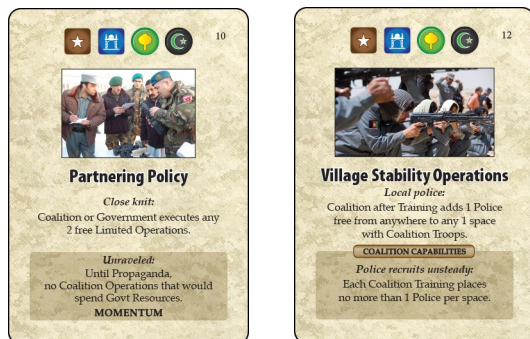 10
Partnering Policy
Close knit:
Coalition or Government executes any
2 free Limited Operations.
Unraveled:
Until Propaganda,
no Coalition Operations that would
spend Govt Resources.
MOMENTUM
12
Village Stability Operations
Local police:
Coalition after Training adds 1 Police
free from anywhere to any 1 space
with Coalition Troops.
COALITION CAPABILITIES
Police recruits unsteady:
Each Coalition Training places
no more than 1 Police per space.